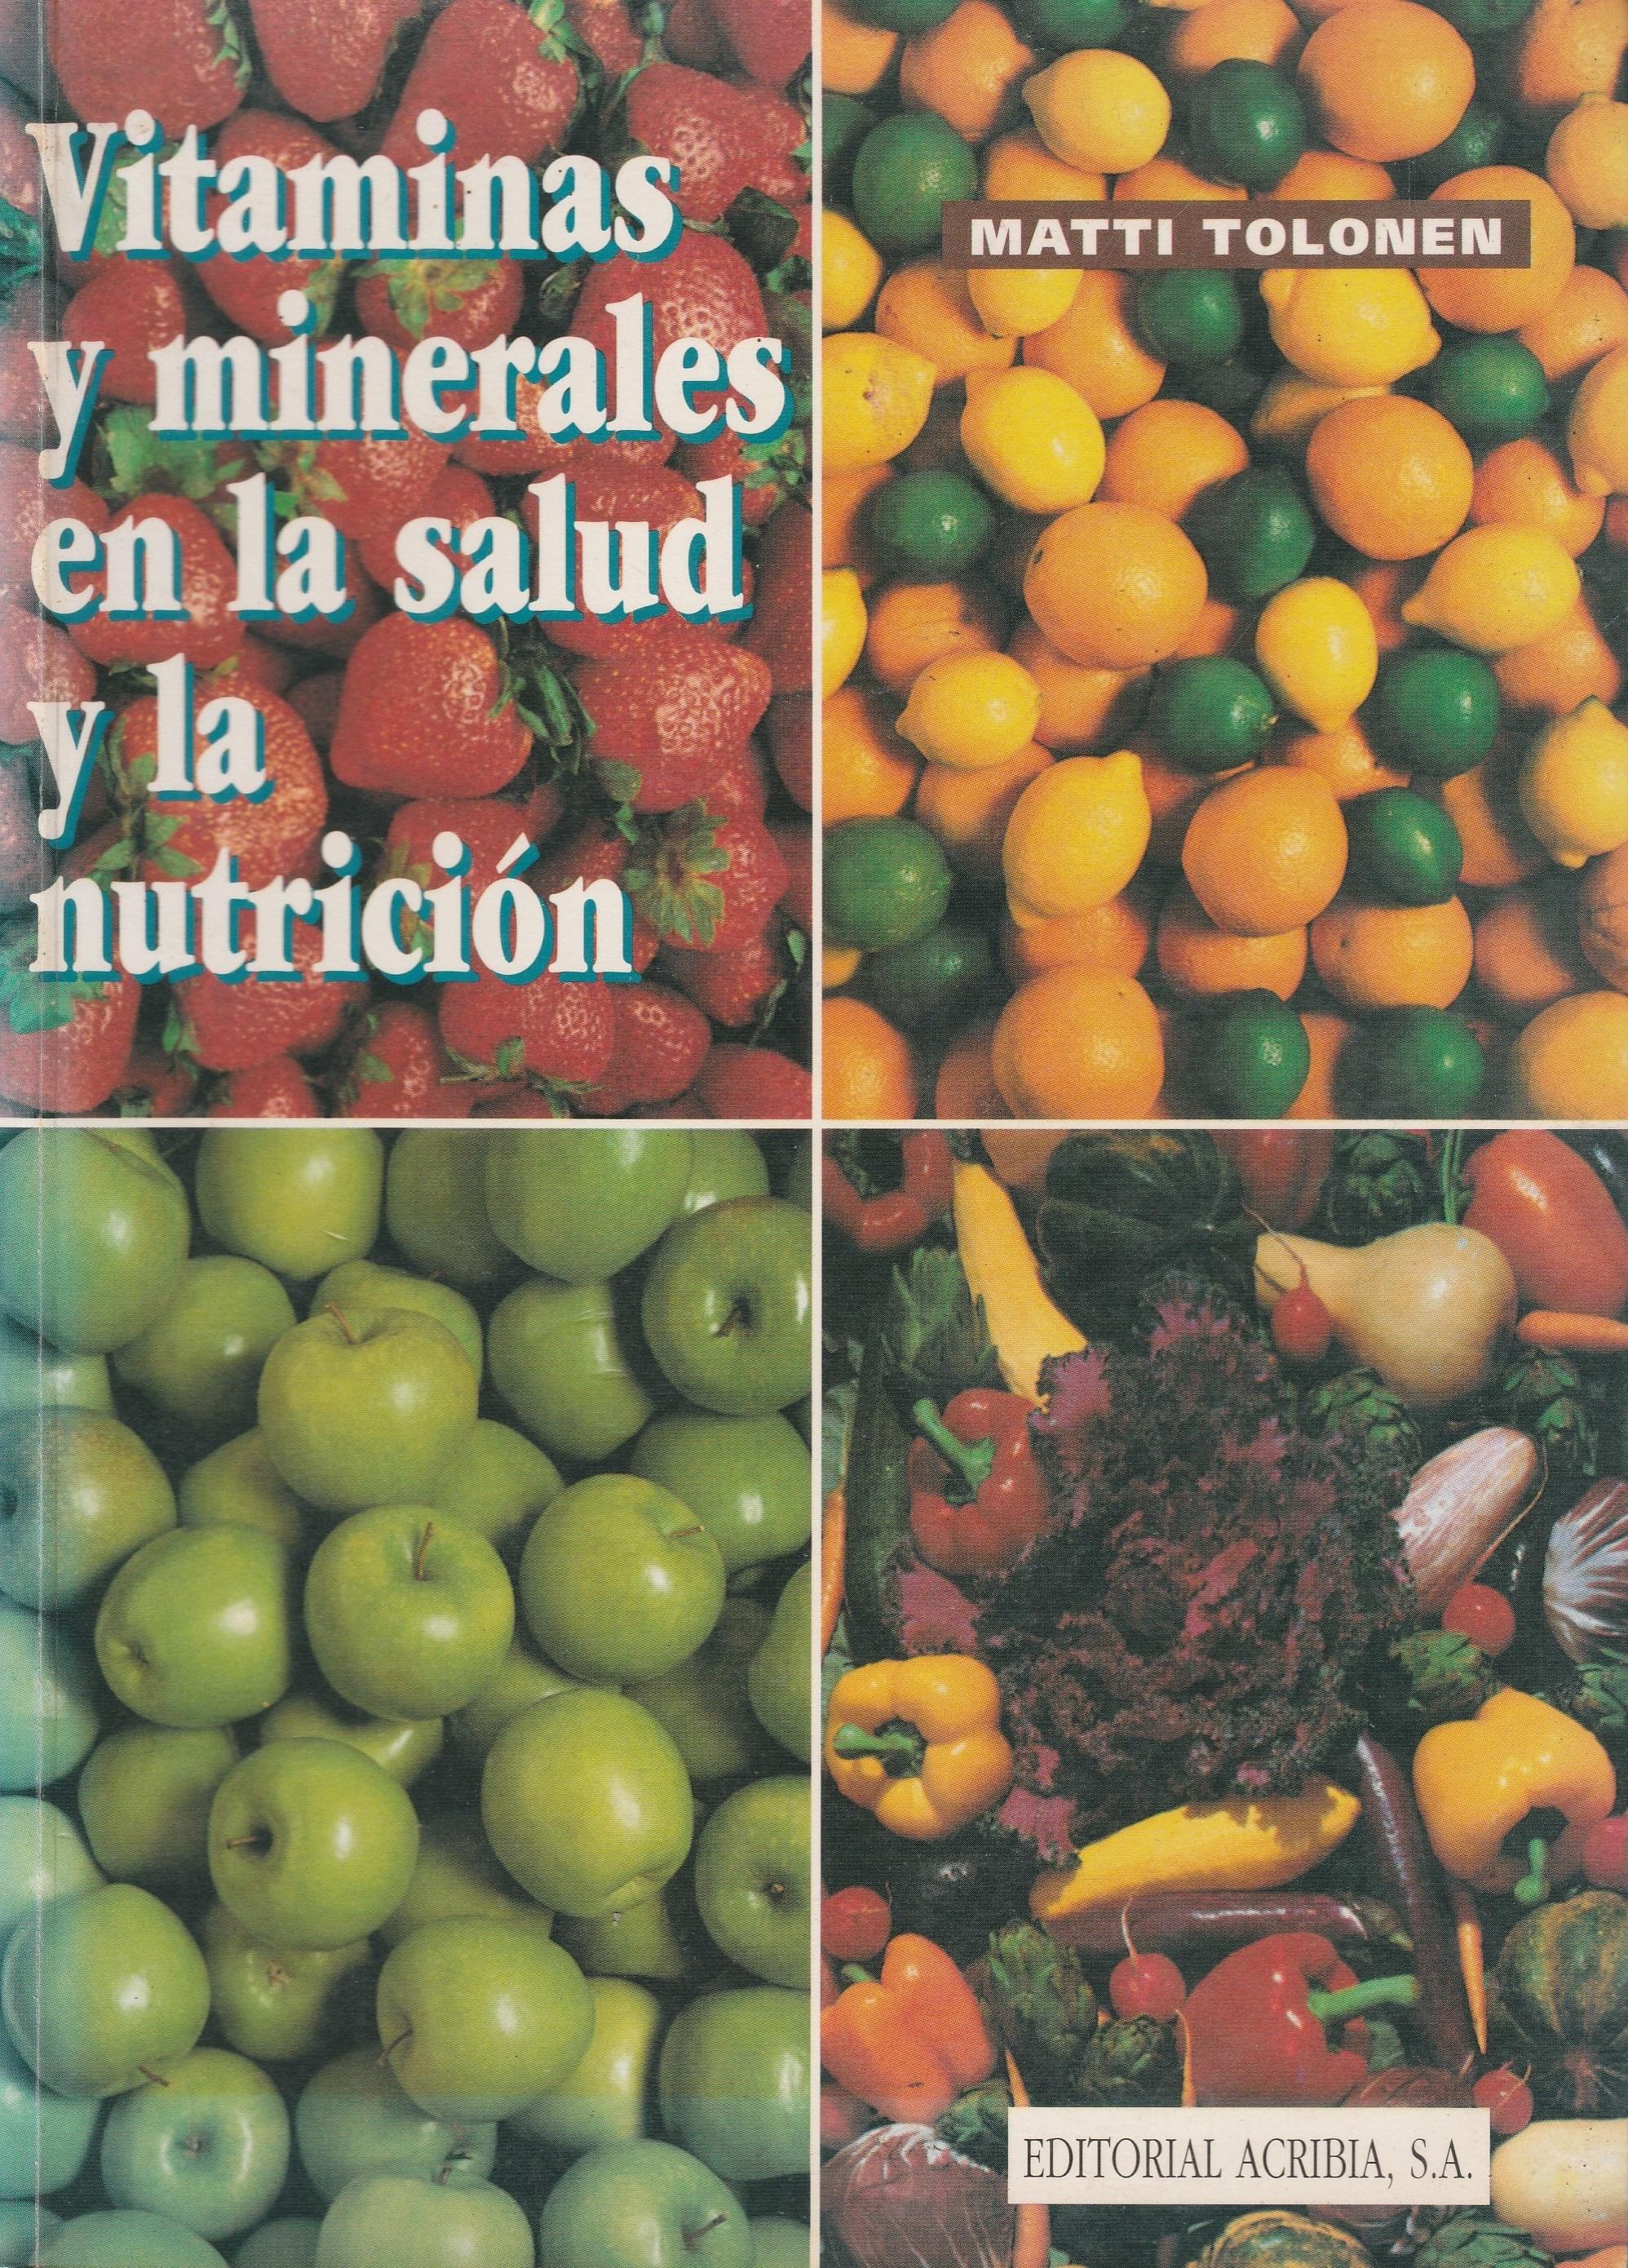 Vitaminas
y minerales
en la salud
y la
nutrición
MATTI TOLONEN
EDITORIAL ACRIBIA, S.A.